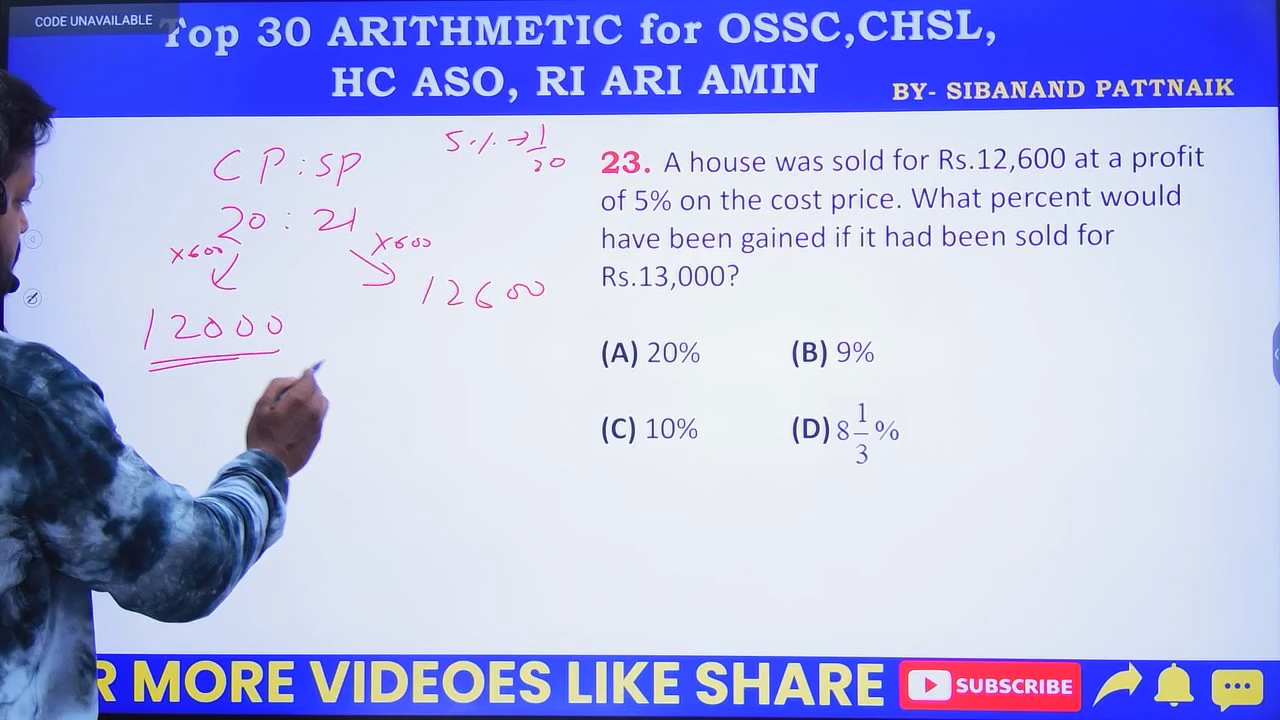 CODE UNAVAILABLE
Top 30 ARITHMETIC for OSSC,CHSL,
HC ASO, RI ARI AMIN
BY- SIBANAND PATTNAIK
5% → 1/20
CP : SP
20 : 21
×600 ×600
12600
12000
23. A house was sold for Rs.12,600 at a profit
of 5% on the cost price. What percent would
have been gained if it had been sold for
Rs.13,000?
(A) 20% (B) 9%
(C) 10% (D) 8 1/3 %
R MORE VIDEOES LIKE SHARE SUBSCRIBE